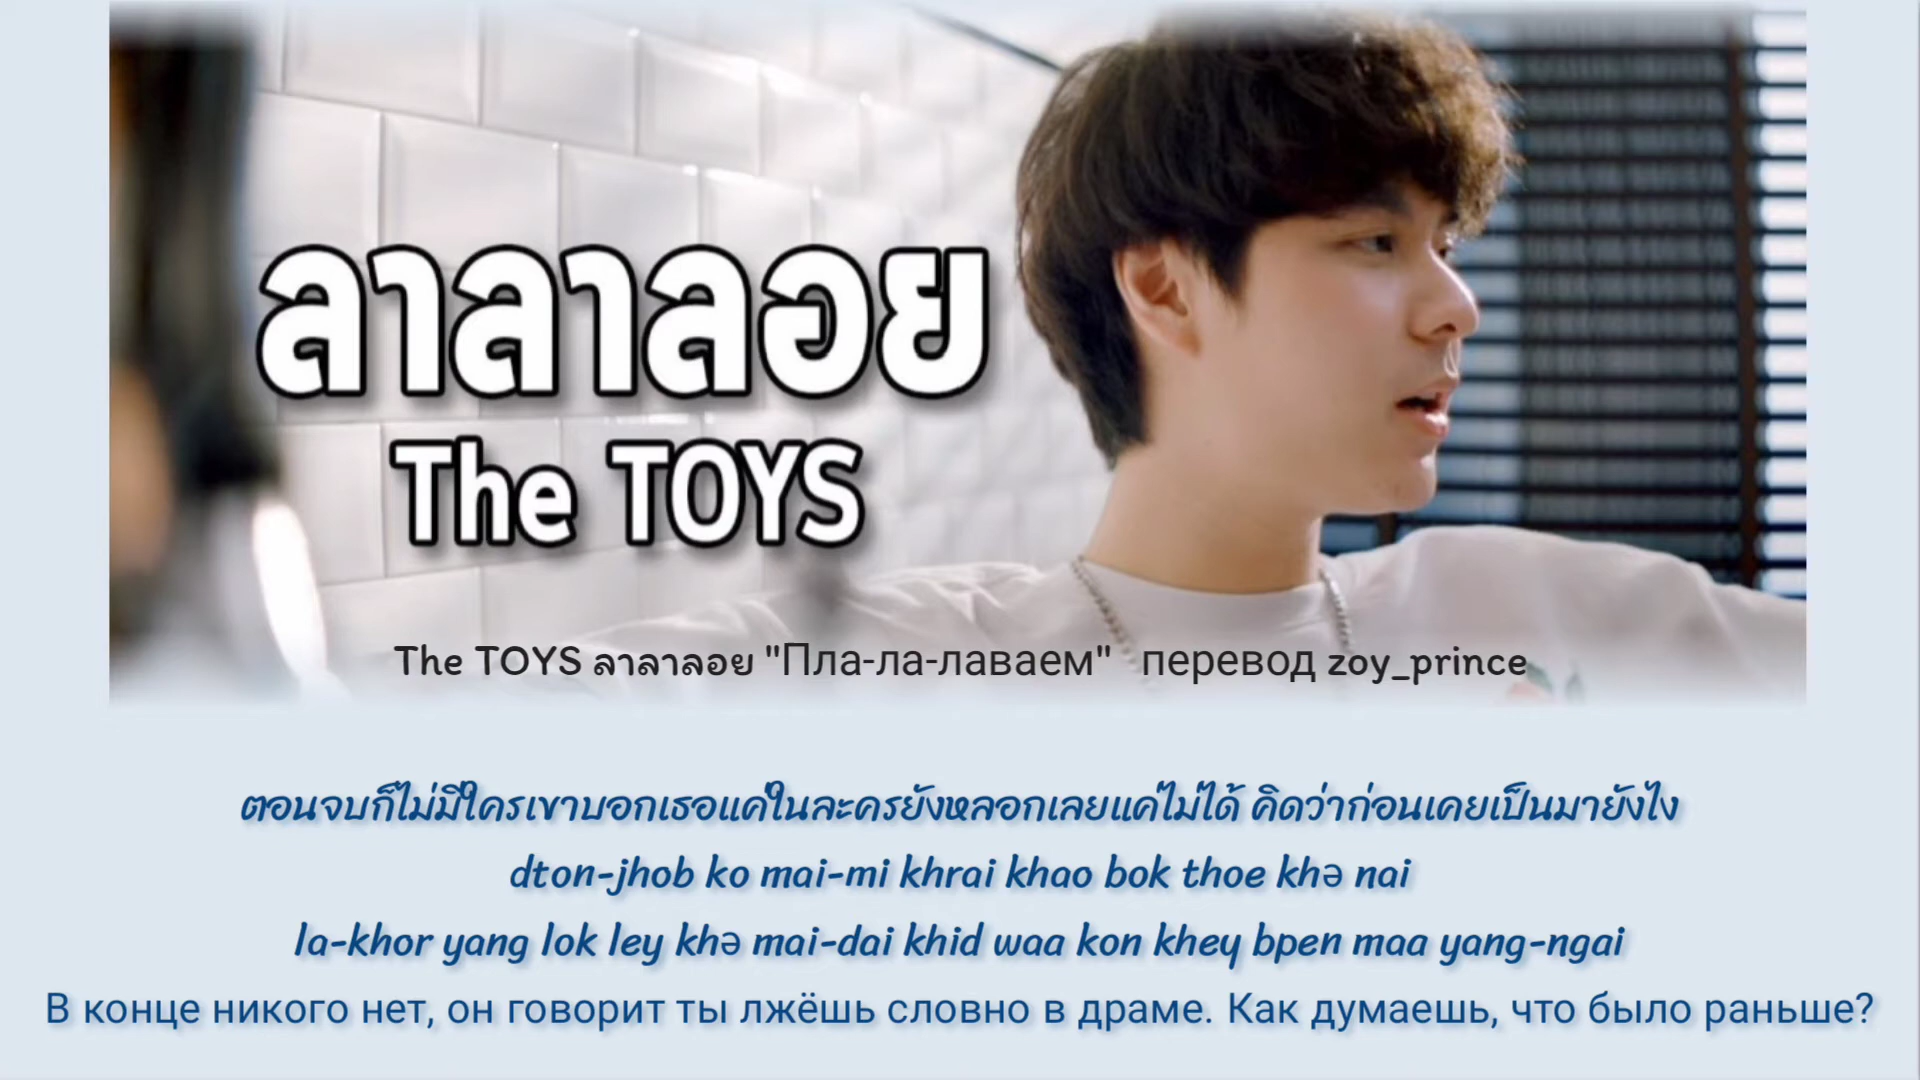 ลาลาลอย
The TOYS
The TOYS ลาลาลอย "Пла-ла-лаваем" перевод zoy_prince
ตอนจบก็ไม่มีใครเขาบอกเธอแค่ในละครยังหลอกเลยแค่ไม่ได้ คิดว่าก่อนเคยเป็นมายังไง
dton-jhob ko mai-mi khrai khao bok thoe khə nai
la-khor yang lok ley khə mai-dai khid waa kon khey bpen maa yang-ngai
В конце никого нет, он говорит ты лжёшь словно в драме. Как думаешь, что было раньше?